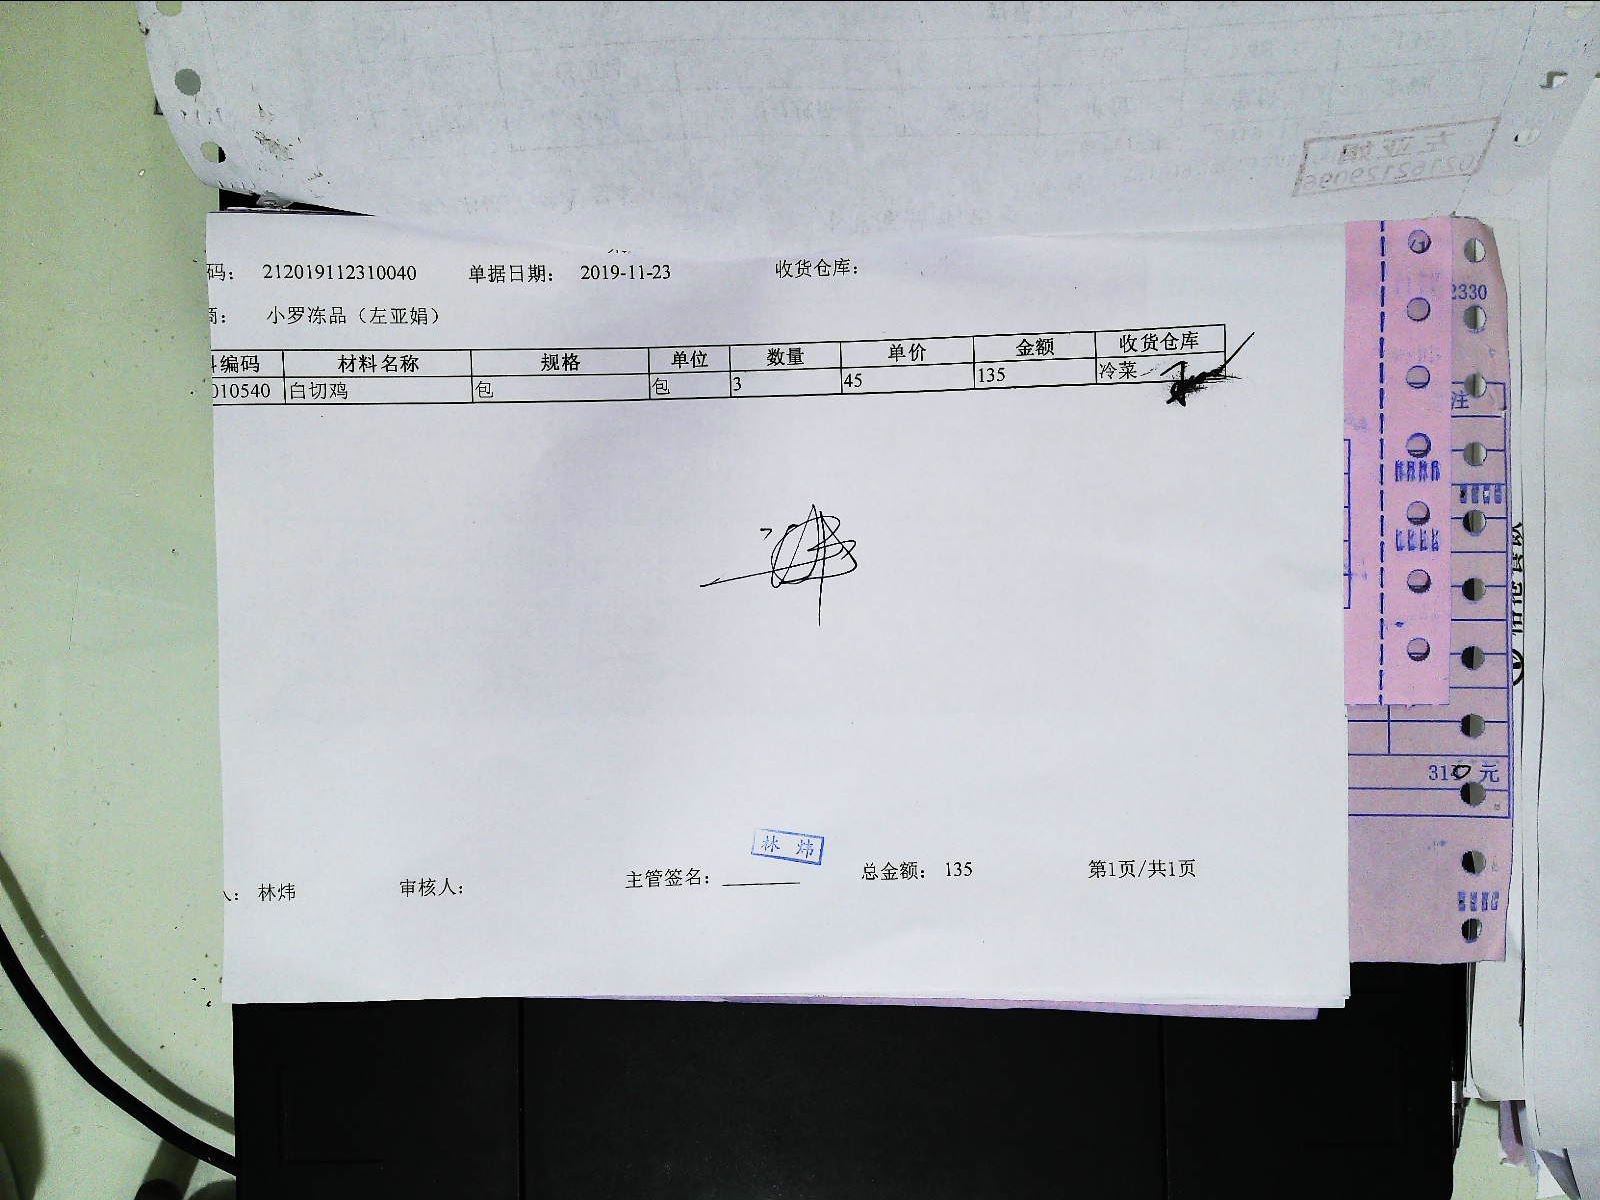 码： 212019112310040 单据日期： 2019-11-23 收货仓库：
商： 小罗冻品（左亚娟）
编码 材料名称 规格 单位 数量 单价 金额 收货仓库
010540 白切鸡 包 包 3 45 135 冷菜
林 炜
人： 林炜 审核人： 主管签名： 总金额： 135 第1页/共1页
2330
注
310 元